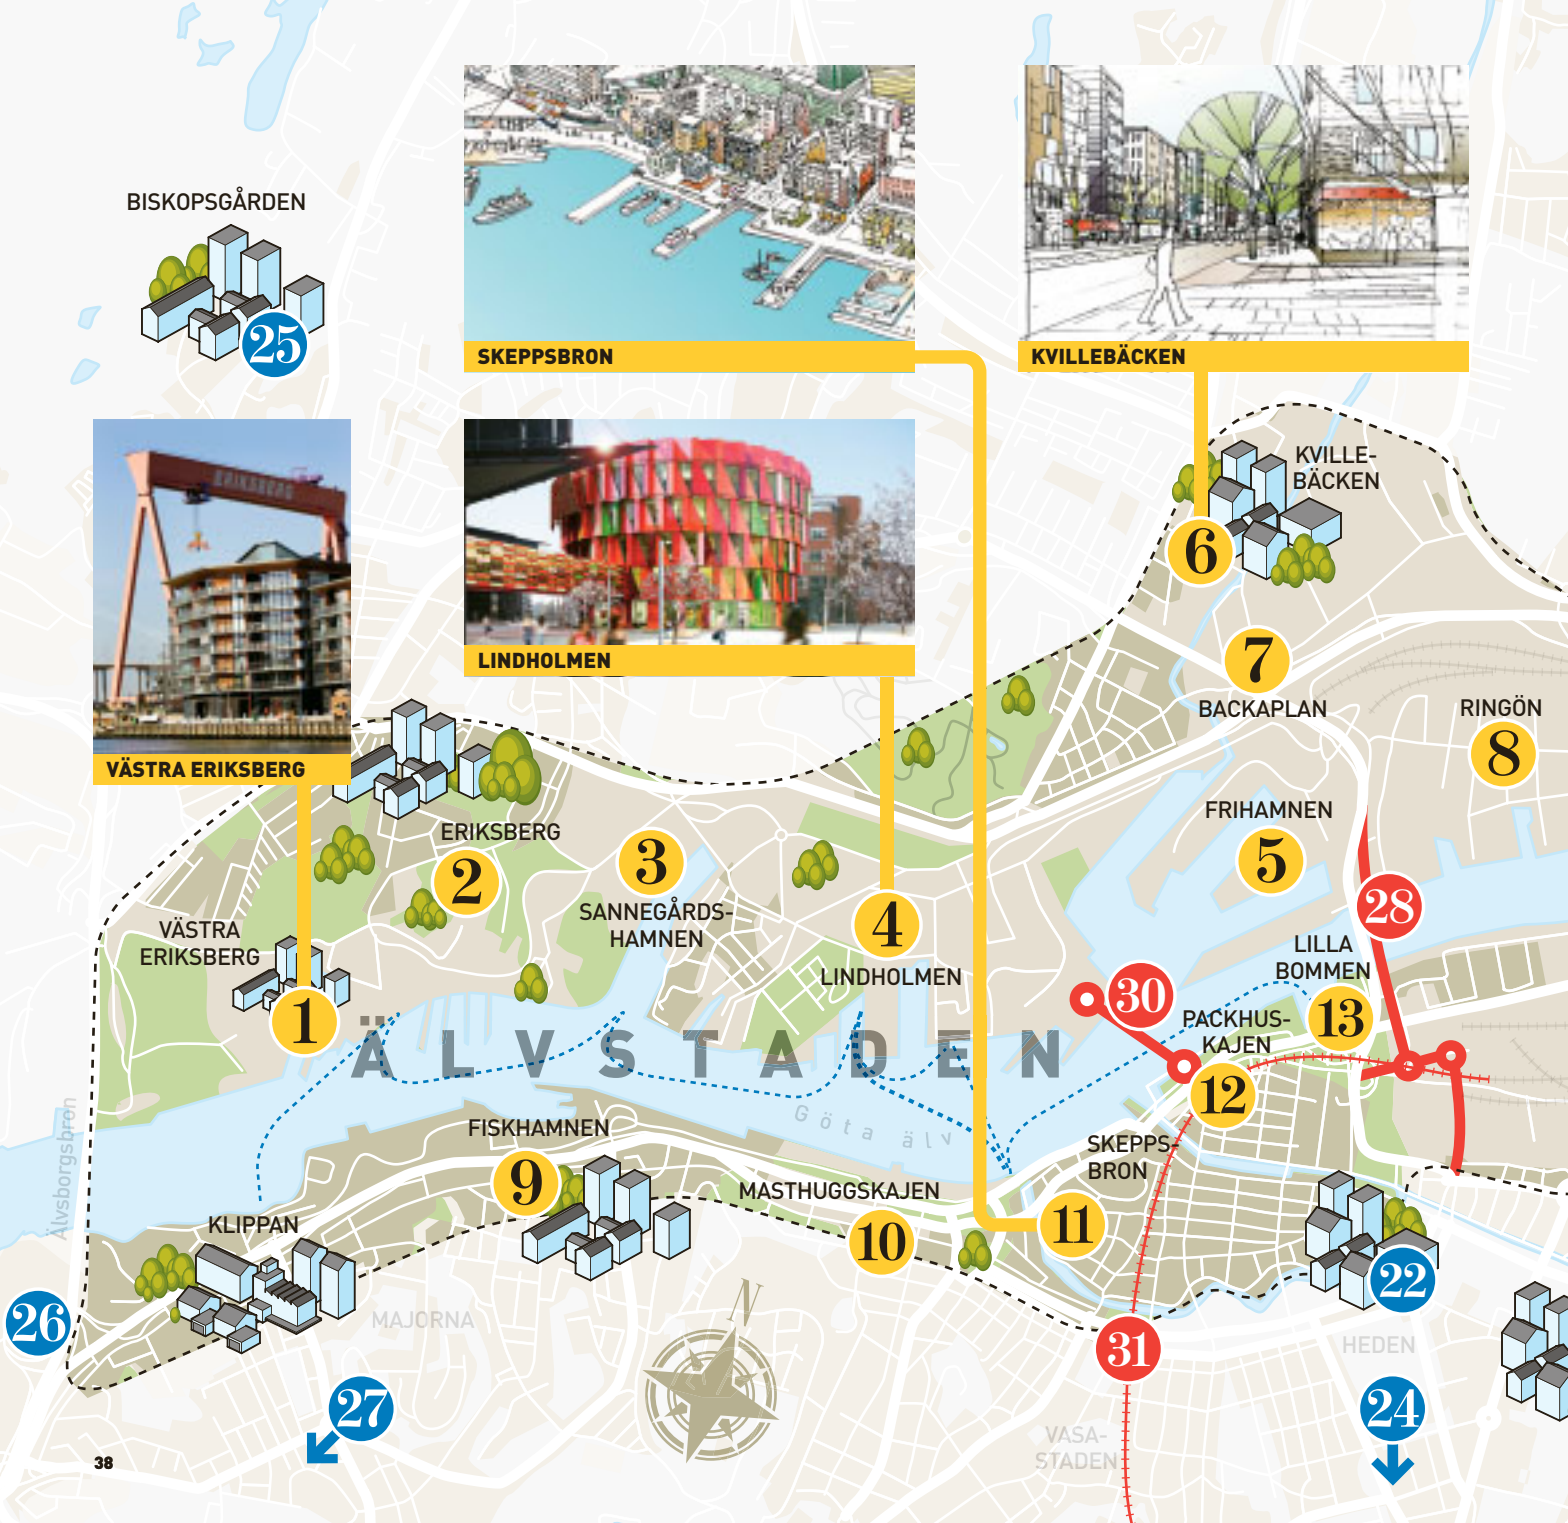 BISKOPSGÅRDEN
25
SKEPPSBRON
KVILLEBÄCKEN
ERIKSBERG
VÄSTRA ERIKSBERG
LINDHOLMEN
KVILLE-
BÄCKEN
6
7
BACKAPLAN
RINGÖN
8
FRIHAMNEN
5
ERIKSBERG
2
3
SANNEGÅRDS-
HAMNEN
4
LINDHOLMEN
VÄSTRA
ERIKSBERG
1
28
LILLA
BOMMEN
13
30
PACKHUS-
KAJEN
12
ÄLVSTADEN
Göta älv
Älvsborgsbron
FISKHAMNEN
9
MASTHUGGSKAJEN
10
SKEPPS-
BRON
11
KLIPPAN
26
MAJORNA
27
N
31
22
HEDEN
24
VASA-
STADEN
38